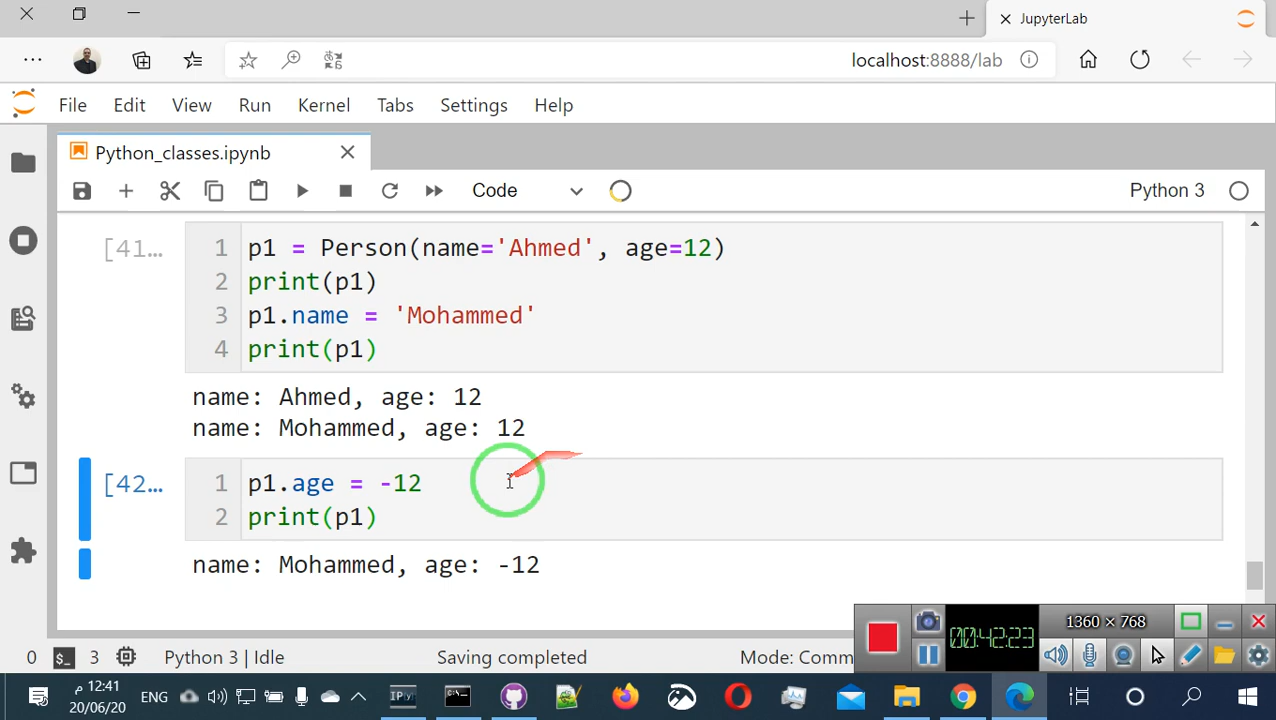 JupyterLab
localhost:8888/lab
File Edit View Run Kernel Tabs Settings Help
Python_classes.ipynb
Code
Python 3
[41...
1 p1 = Person(name='Ahmed', age=12)
2 print(p1)
3 p1.name = 'Mohammed'
4 print(p1)
name: Ahmed, age: 12
name: Mohammed, age: 12
[42...
1 p1.age = -12
2 print(p1)
name: Mohammed, age: -12
1360 × 768
00:42:23
0 3 Python 3 | Idle Saving completed Mode: Comm
12:41 م ENG IPy
20/06/20